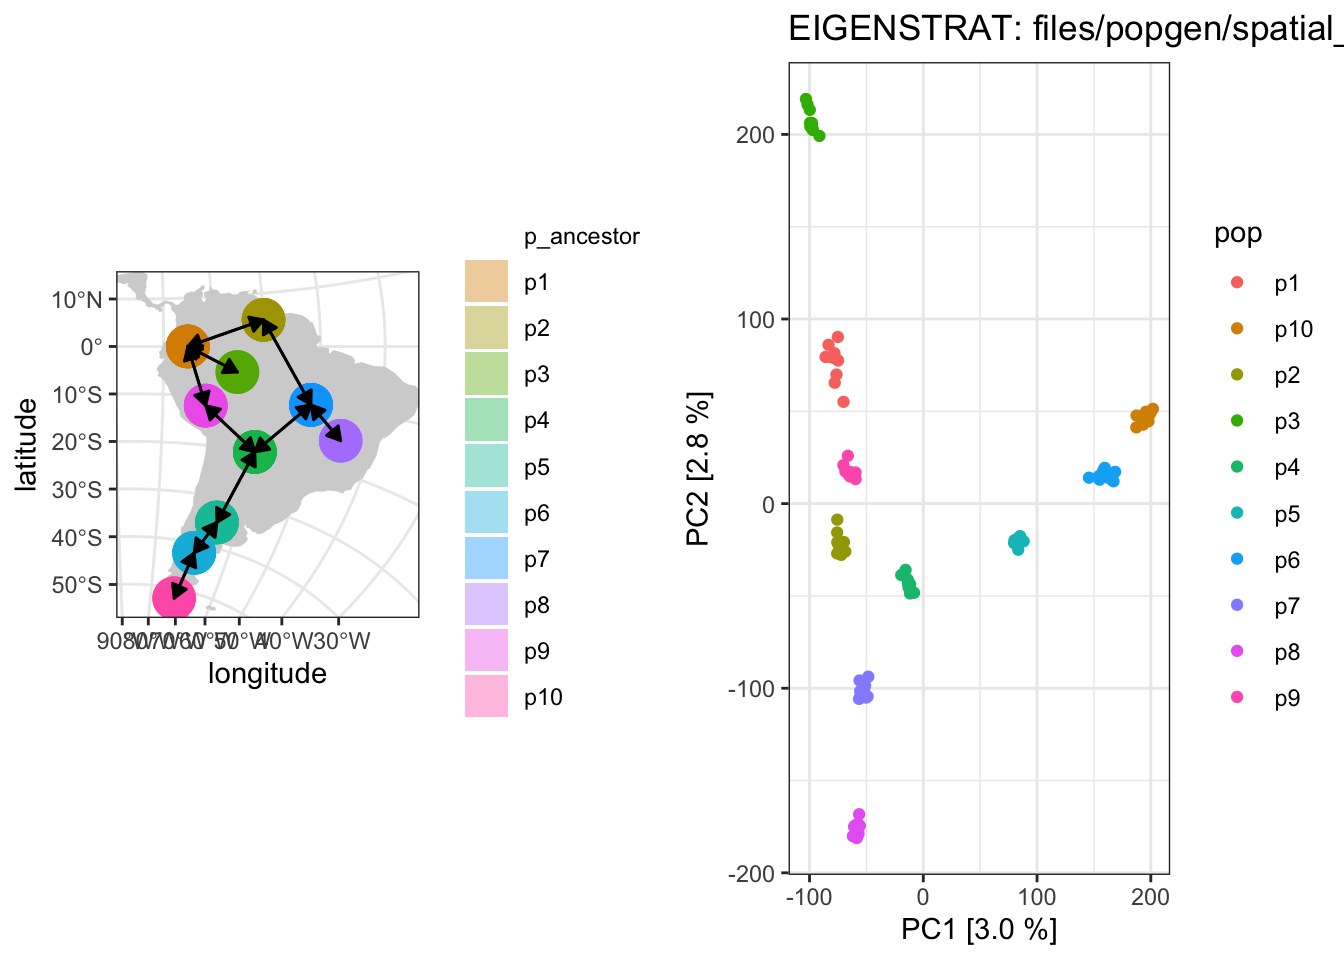 EIGENSTRAT: files/popgen/spatial_
p_ancestor
p1
p2
p3
p4
p5
p6
p7
p8
p9
p10
10°N
0°
10°S
20°S
30°S
40°S
50°S
latitude
40°W
30°W
longitude
200
100
0
-100
-200
PC2 [2.8 %]
-100
0
100
200
PC1 [3.0 %]
pop
p1
p10
p2
p3
p4
p5
p6
p7
p8
p9